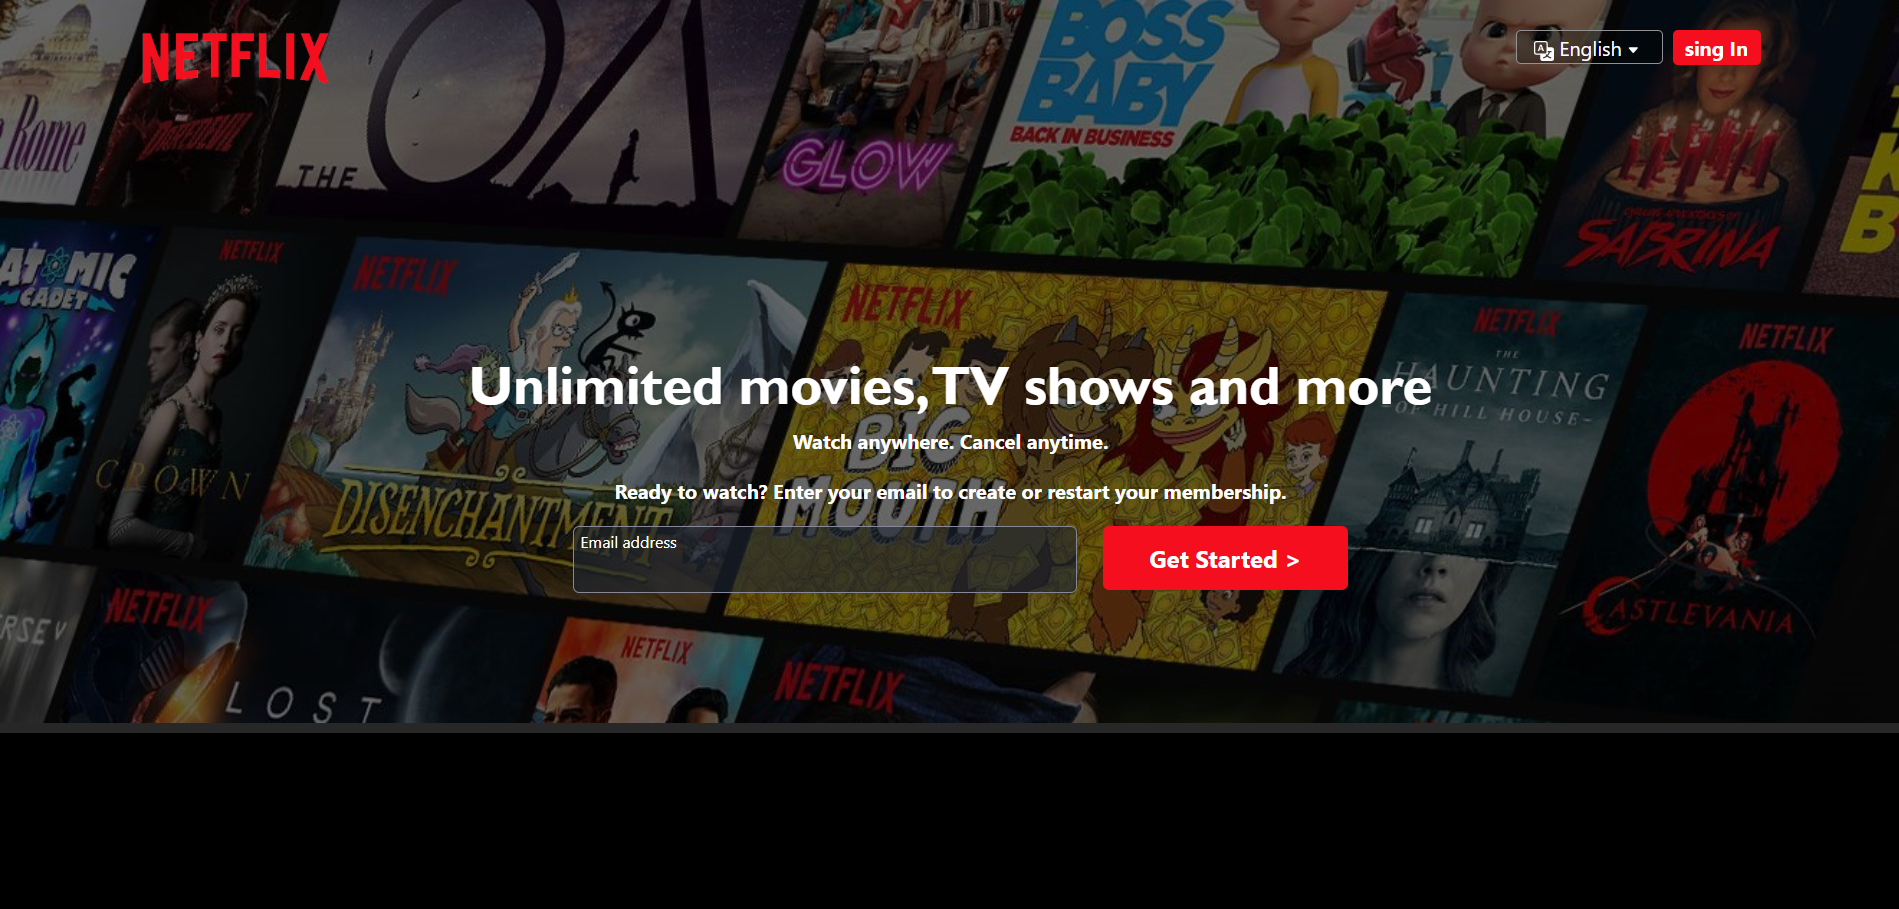 NETFLIX
English
sing In
Rome
DAREDEVIL
THE OA
GLOW
BOSS
BABY
BACK IN BUSINESS
SABRINA
ATOMIC
CADET
NETFLIX
THE
CROWN
NETFLIX
DISENCHANTMENT
NETFLIX
BIG
MOUTH
NETFLIX
THE
HAUNTING
OF HILL HOUSE
NETFLIX
CASTLEVANIA
Unlimited movies,TV shows and more
Watch anywhere. Cancel anytime.
Ready to watch? Enter your email to create or restart your membership.
Email address
Get Started >
NETFLIX
LOST
NETFLIX
NETFLIX